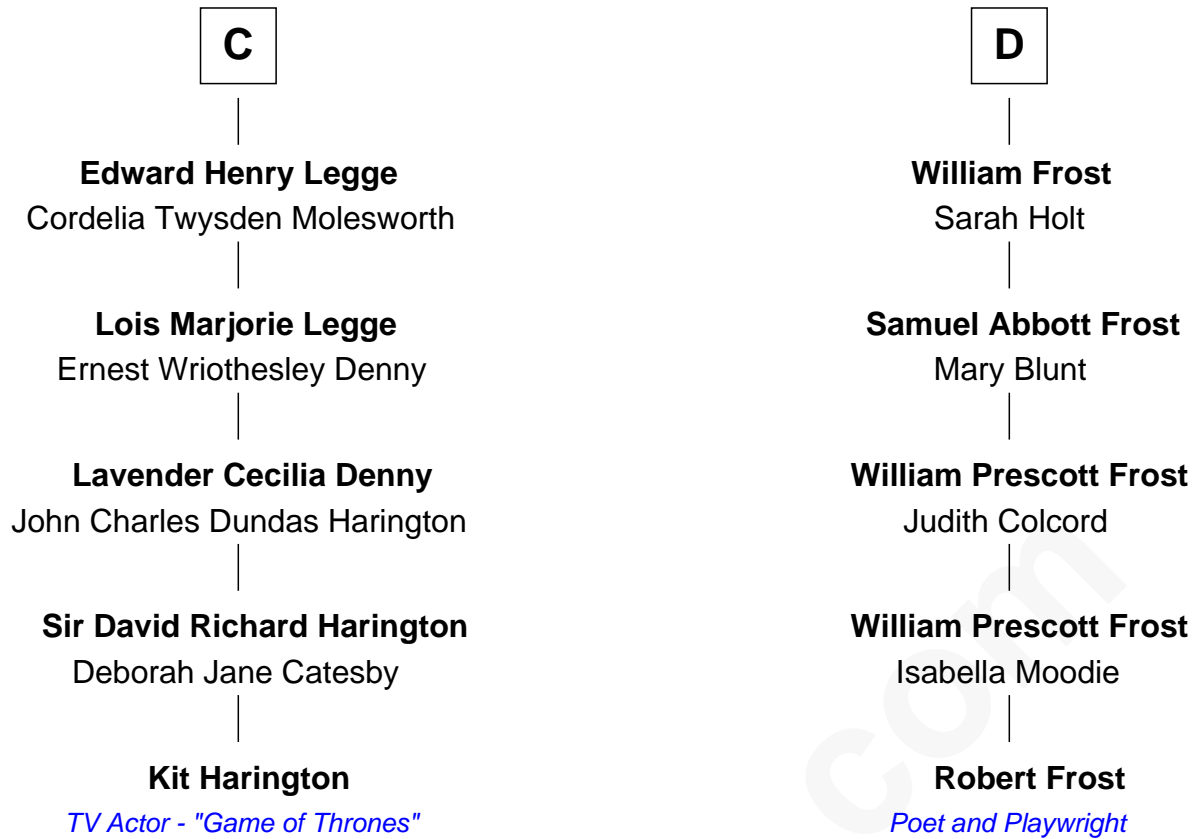 C
Edward Henry Legge
Cordelia Twysden Molesworth
Lois Marjorie Legge
Ernest Wriothesley Denny
Lavender Cecilia Denny
John Charles Dundas Harington
Sir David Richard Harington
Deborah Jane Catesby
Kit Harington
TV Actor - "Game of Thrones"
D
William Frost
Sarah Holt
Samuel Abbott Frost
Mary Blunt
William Prescott Frost
Judith Colcord
William Prescott Frost
Isabella Moodie
Robert Frost
Poet and Playwright
com